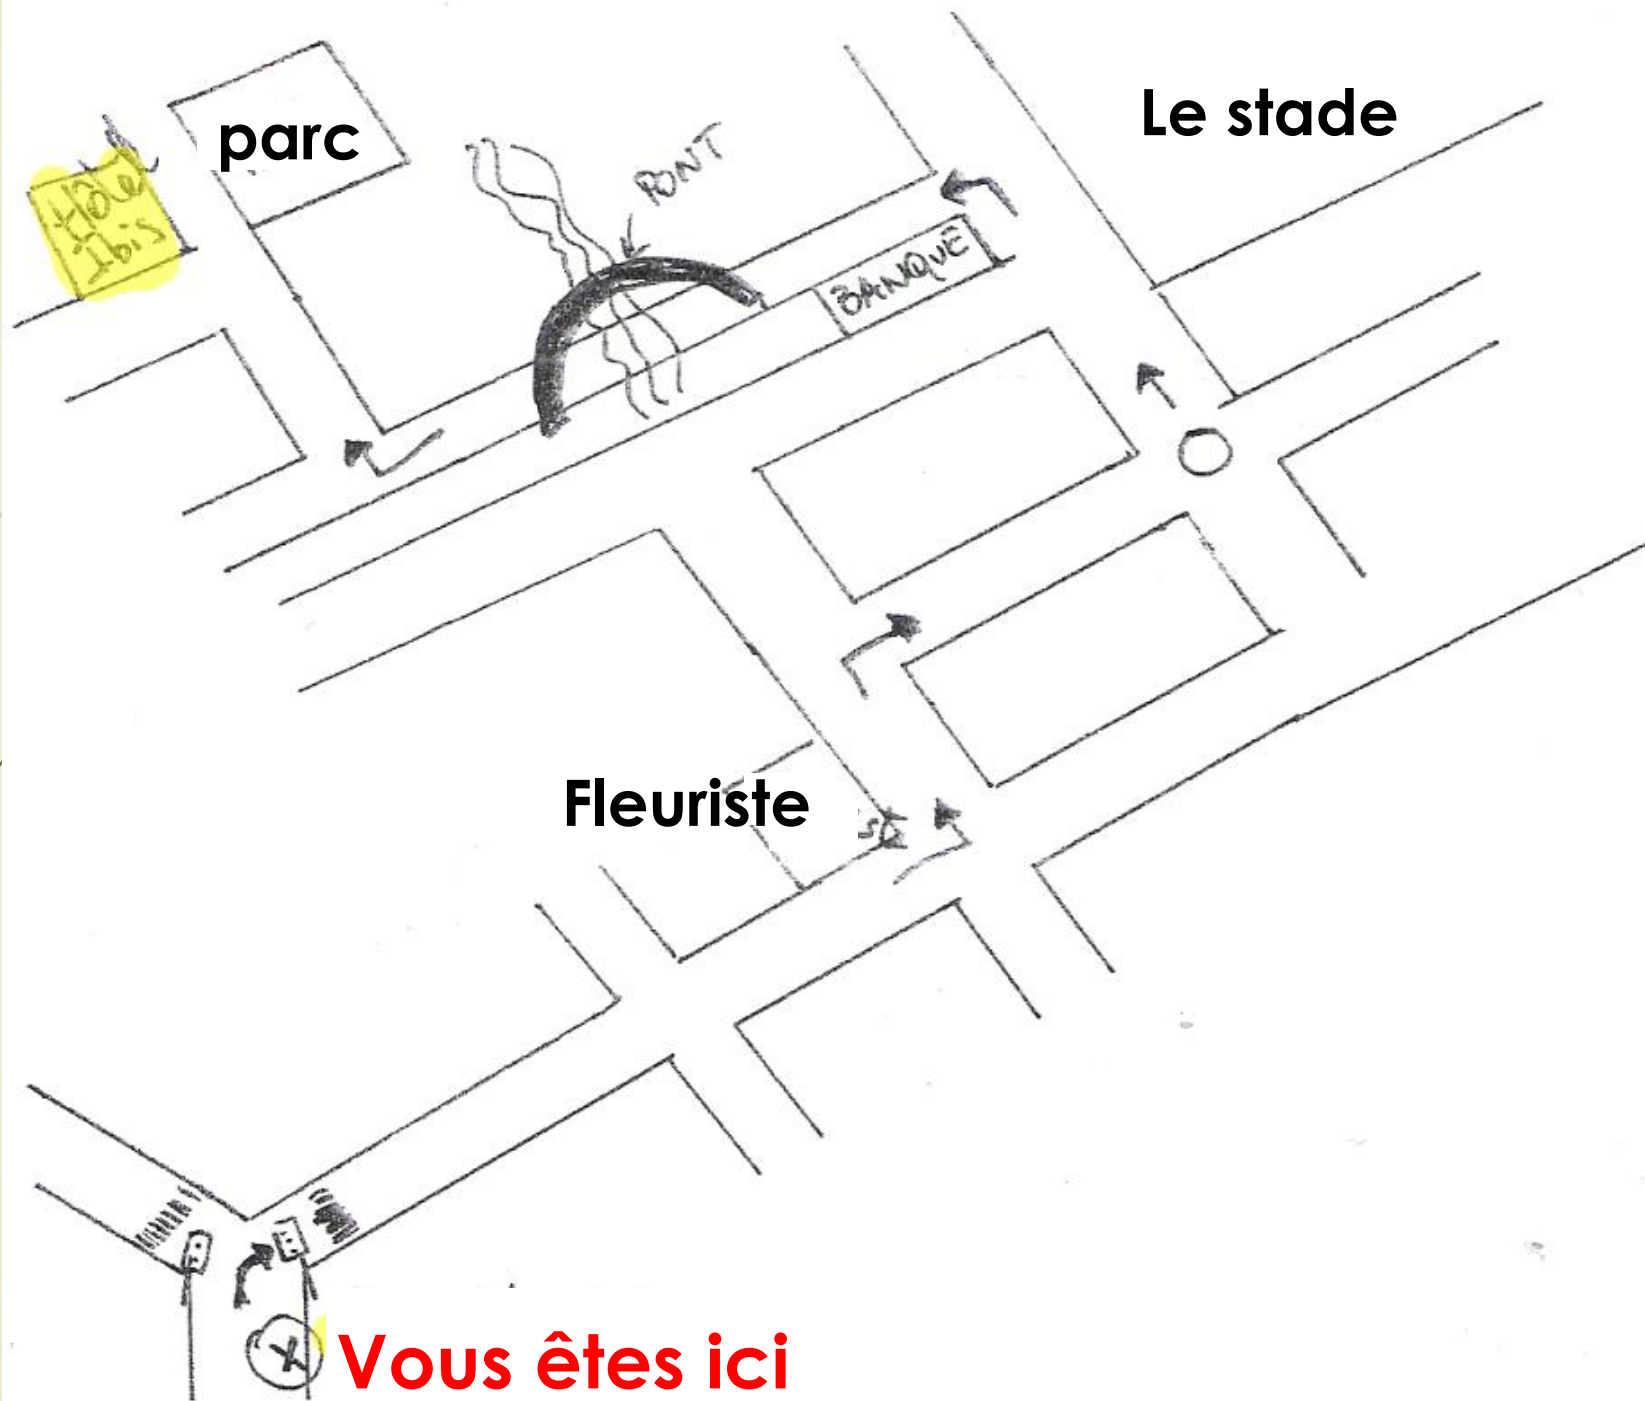 Le stade
parc
PONT
Hôtel
Ibis
BANQUE
Fleuriste
X
Vous êtes ici